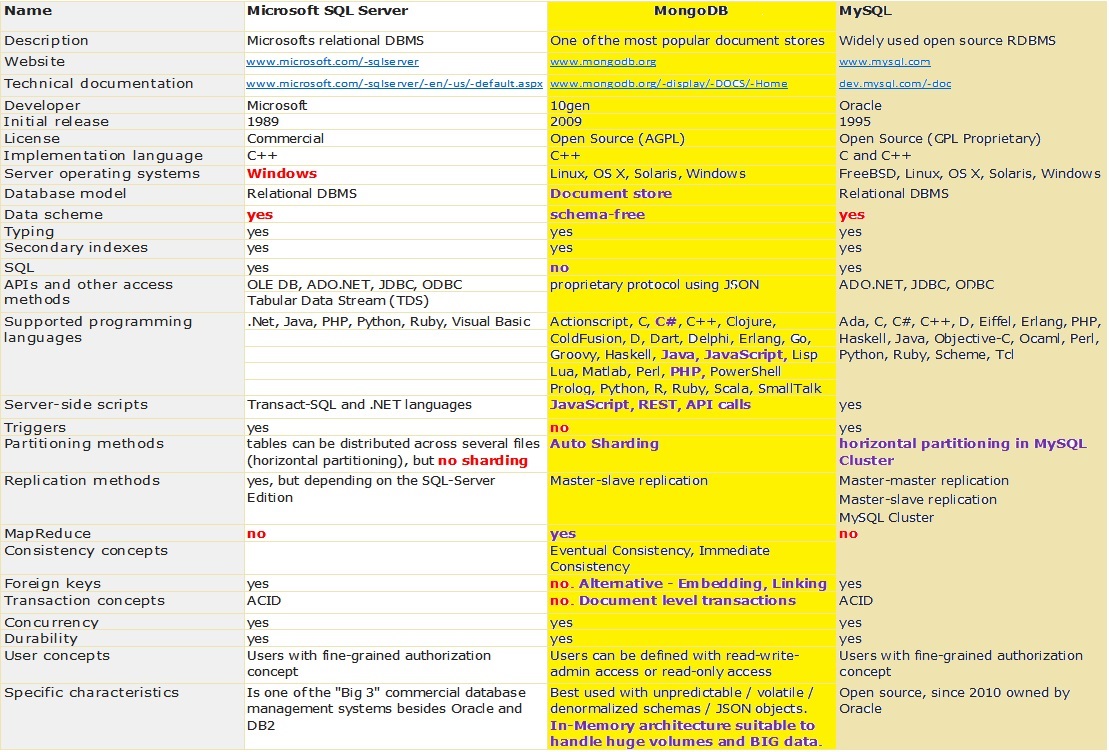 Name Microsoft SQL Server MongoDB MySQL
Description Microsofts relational DBMS One of the most popular document stores Widely used open source RDBMS
Website www.microsoft.com/-sqlserver www.mongodb.org www.mysql.com
Technical documentation www.microsoft.com/-sqlserver/-en/-us/-default.aspx www.mongodb.org/-display/-DOCS/-Home dev.mysql.com/-doc
Developer Microsoft 10gen Oracle
Initial release 1989 2009 1995
License Commercial Open Source (AGPL) Open Source (GPL Proprietary)
Implementation language C++ C++ C and C++
Server operating systems Windows Linux, OS X, Solaris, Windows FreeBSD, Linux, OS X, Solaris, Windows
Database model Relational DBMS Document store Relational DBMS
Data scheme yes schema-free yes
Typing yes yes yes
Secondary indexes yes yes yes
SQL yes no yes
APIs and other access OLE DB, ADO.NET, JDBC, ODBC proprietary protocol using JSON ADO.NET, JDBC, ODBC
methods Tabular Data Stream (TDS)
Supported programming .Net, Java, PHP, Python, Ruby, Visual Basic Actionscript, C, C#, C++, Clojure, Ada, C, C#, C++, D, Eiffel, Erlang, PHP,
languages ColdFusion, D, Dart, Delphi, Erlang, Go, Haskell, Java, Objective-C, Ocaml, Perl,
Groovy, Haskell, Java, JavaScript, Lisp Python, Ruby, Scheme, Tcl
Lua, Matlab, Perl, PHP, PowerShell
Prolog, Python, R, Ruby, Scala, SmallTalk
Server-side scripts Transact-SQL and .NET languages JavaScript, REST, API calls yes
Triggers yes no yes
Partitioning methods tables can be distributed across several files Auto Sharding horizontal partitioning in MySQL
(horizontal partitioning), but no sharding Cluster
Replication methods yes, but depending on the SQL-Server Master-slave replication Master-master replication
Edition Master-slave replication
MySQL Cluster
MapReduce no yes no
Consistency concepts Eventual Consistency, Immediate
Consistency
Foreign keys yes no. Alternative - Embedding, Linking yes
Transaction concepts ACID no. Document level transactions ACID
Concurrency yes yes yes
Durability yes yes yes
User concepts Users with fine-grained authorization Users can be defined with read-write- Users with fine-grained authorization
concept admin access or read-only access concept
Specific characteristics Is one of the "Big 3" commercial database Best used with unpredictable / volatile / Open source, since 2010 owned by
management systems besides Oracle and denormalized schemas / JSON objects. Oracle
DB2 In-Memory architecture suitable to
handle huge volumes and BIG data.